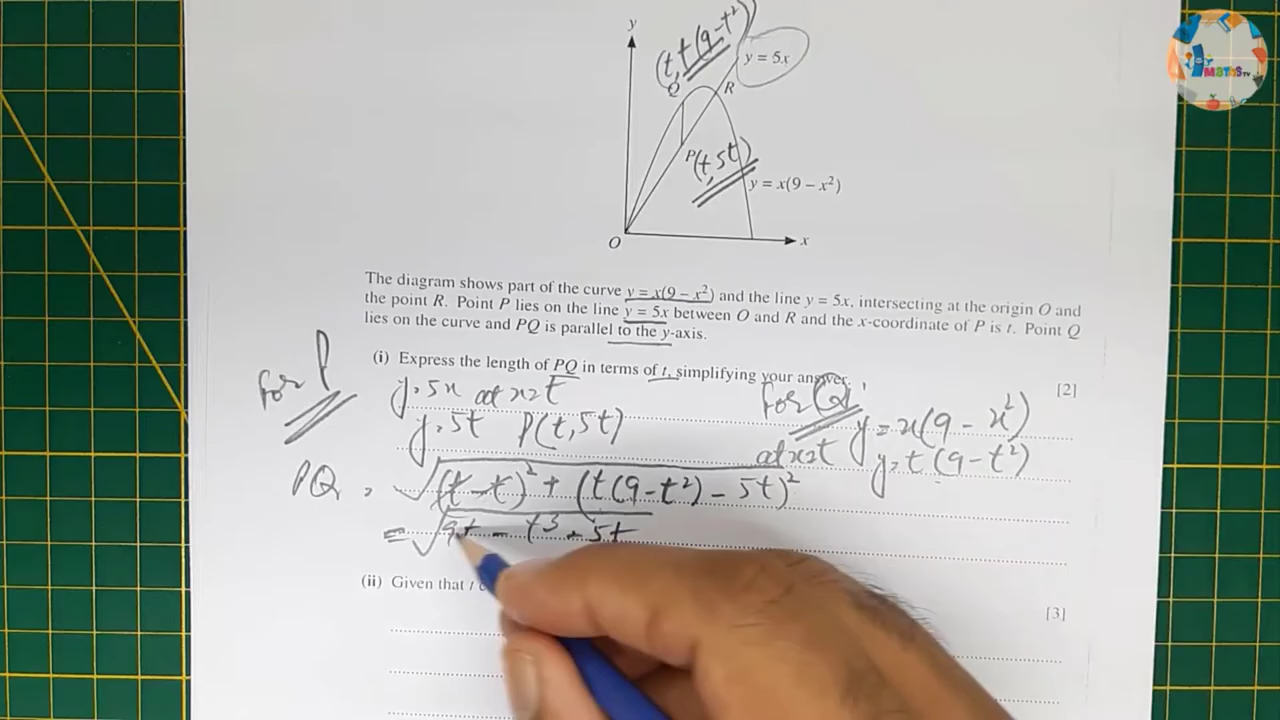 y
(t, t(9-t²))
y = 5x
Q
R
P(t, 5t)
y = x(9 − x²)
O
x
MATHS TV
The diagram shows part of the curve y = x(9 − x²) and the line y = 5x, intersecting at the origin O and
the point R. Point P lies on the line y = 5x between O and R and the x-coordinate of P is t. Point Q
lies on the curve and PQ is parallel to the y-axis.
(i) Express the length of PQ in terms of t, simplifying your answer. [2]
for P
y = 5x at x = t
y = 5t P(t, 5t)
for Q
y = x(9 - x²)
at x = t y = t(9-t²)
PQ = √(t-t)² + (t(9-t²) - 5t)²
= √9t - t³ + 5t
(ii) Given that t [3]